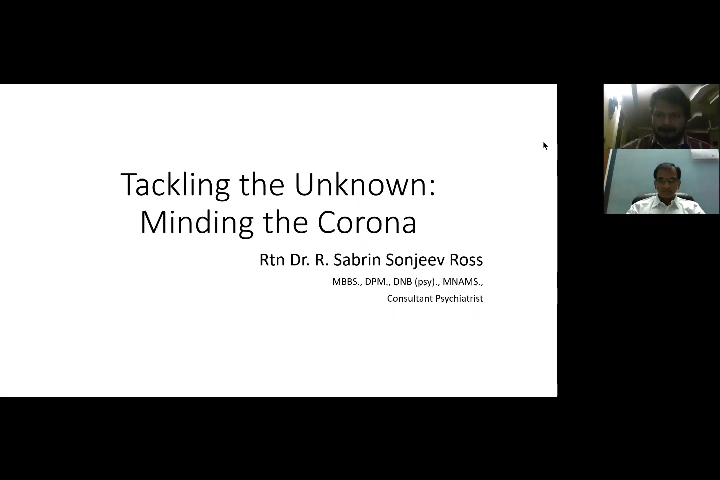 Tackling the Unknown:
Minding the Corona
Rtn Dr. R. Sabrin Sonjeev Ross
MBBS., DPM., DNB (psy)., MNAMS.,
Consultant Psychiatrist